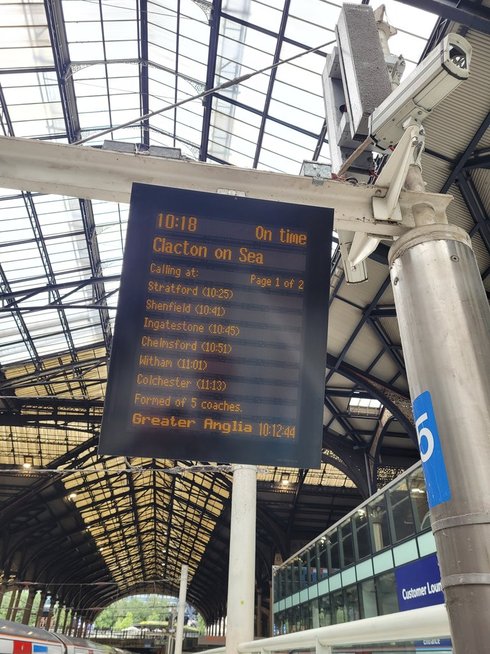 10:18 On time
Clacton on Sea
Calling at: Page 1 of 2
Stratford (10:25)
Shenfield (10:41)
Ingatestone (10:45)
Chelmsford (10:51)
Witham (11:01)
Colchester (11:13)
Formed of 5 coaches.
Greater Anglia 10:12:44
5
Customer